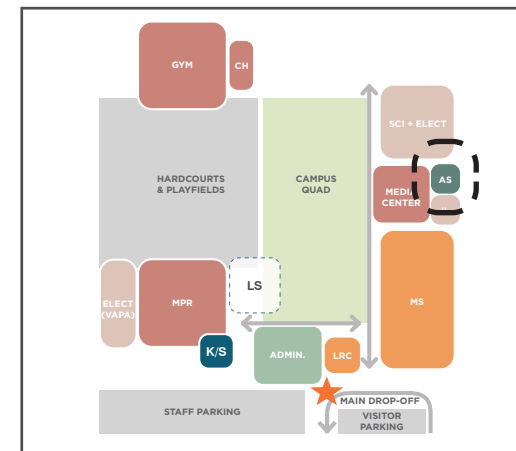 GYM
CH
SCI + ELECT
HARDCOURTS
& PLAYFIELDS
CAMPUS
QUAD
AS
MEDIA
CENTER
LS
ELECT
(VAPA)
MPR
MS
K/S
ADMIN.
LRC
MAIN DROP-OFF
STAFF PARKING
VISITOR
PARKING